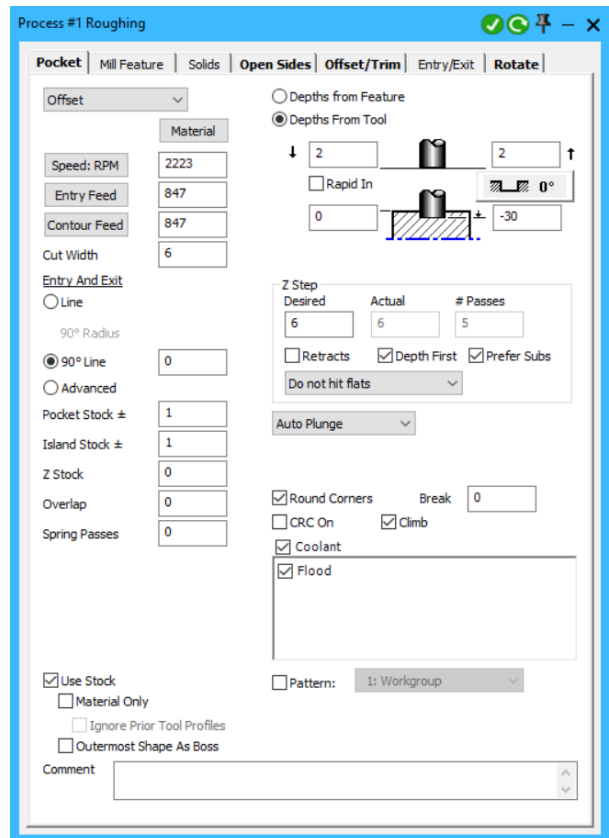 Process #1 Roughing
Pocket Mill Feature Solids Open Sides Offset/Trim Entry/Exit Rotate
Offset
Material
Speed: RPM 2223
Entry Feed 847
Contour Feed 847
Cut Width 6
Entry And Exit
Line
90° Radius
90° Line 0
Advanced
Pocket Stock ± 1
Island Stock ± 1
Z Stock 0
Overlap 0
Spring Passes 0
Depths from Feature
Depths From Tool
2 2
Rapid In 0°
0 -30
Z Step
Desired Actual # Passes
6 6 5
Retracts Depth First Prefer Subs
Do not hit flats
Auto Plunge
Round Corners Break 0
CRC On Climb
Coolant
Flood
Use Stock
Material Only
Ignore Prior Tool Profiles
Outermost Shape As Boss
Pattern: 1: Workgroup
Comment